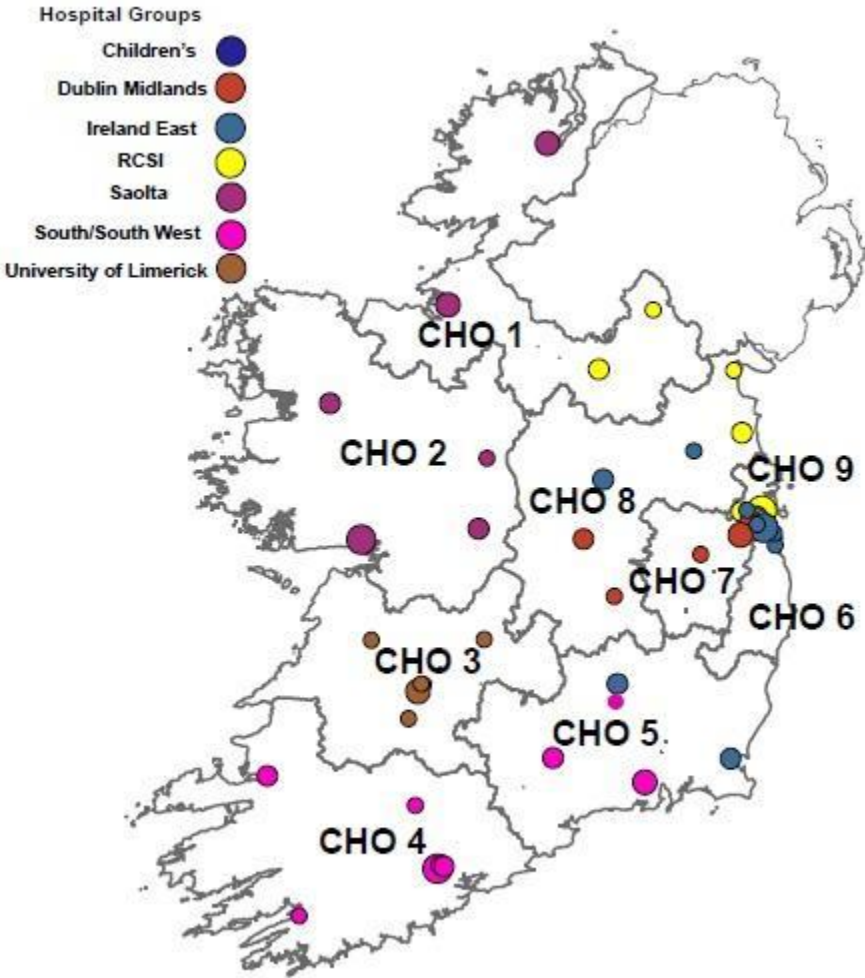 Hospital Groups
Children's
Dublin Midlands
Ireland East
RCSI
Saolta
South/South West
University of Limerick
CHO 1
CHO 2
CHO 9
CHO 8
CHO 7
CHO 6
CHO 3
CHO 5
CHO 4